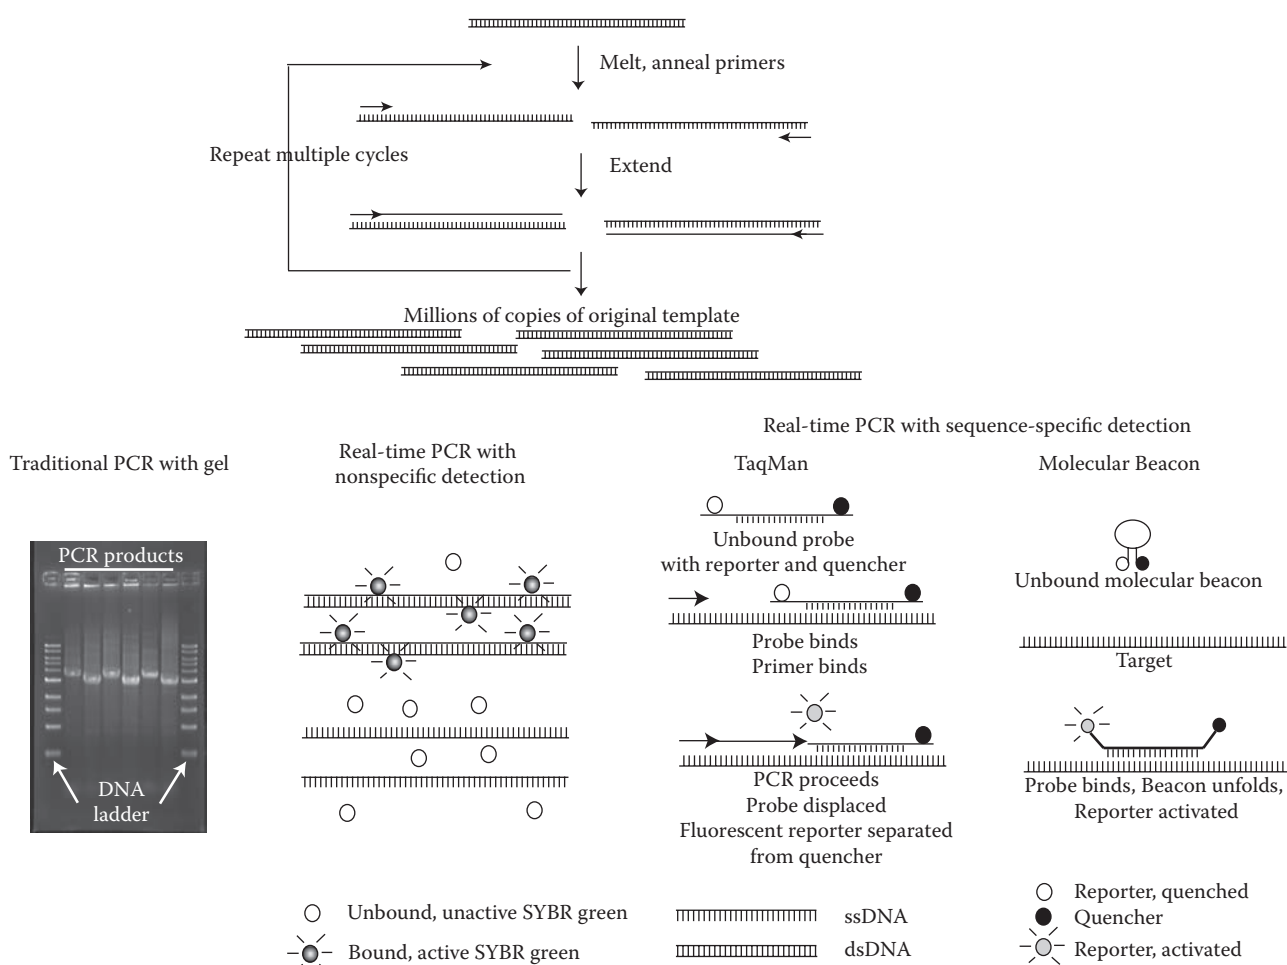 Melt, anneal primers
Repeat multiple cycles
Extend
Millions of copies of original template
Traditional PCR with gel
PCR products
DNA
ladder
Real-time PCR with
nonspecific detection
Real-time PCR with sequence-specific detection
TaqMan
Unbound probe
with reporter and quencher
Probe binds
Primer binds
PCR proceeds
Probe displaced
Fluorescent reporter separated
from quencher
Molecular Beacon
Unbound molecular beacon
Target
Probe binds, Beacon unfolds,
Reporter activated
Unbound, unactive SYBR green
Bound, active SYBR green
ssDNA
dsDNA
Reporter, quenched
Quencher
Reporter, activated